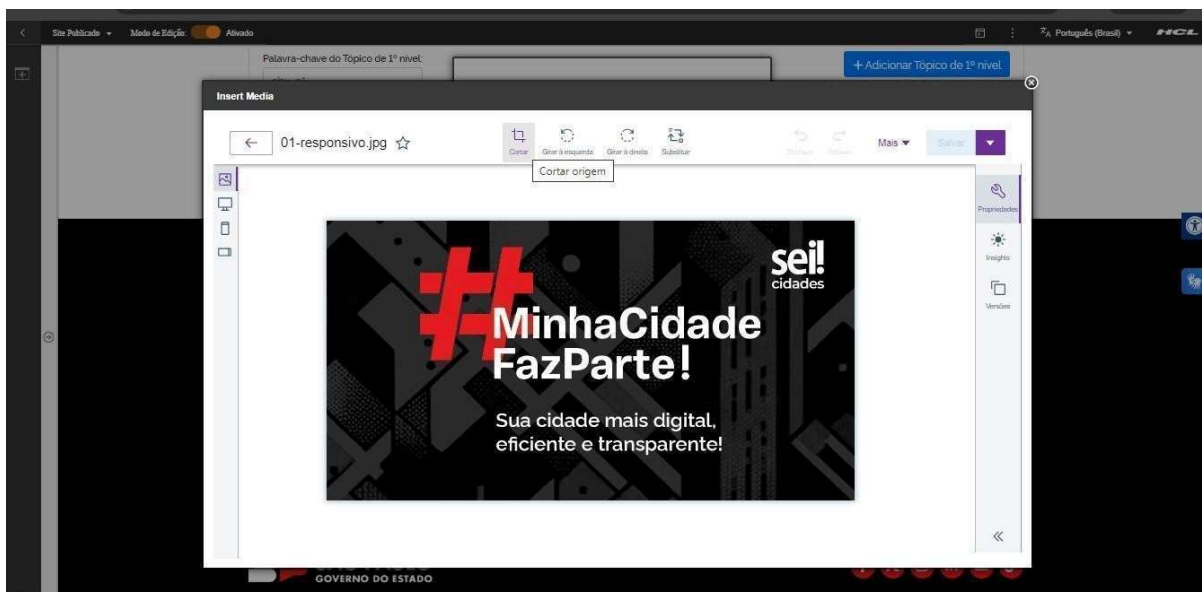 Site Publicado
Modo de Edição:
Ativado
Português (Brasil)
HCL
Palavra-chave do Tópico de 1º nível:
+ Adicionar Tópico de 1º nível
Insert Media
01-responsivo.jpg
Cortar
Girar à esquerda
Girar à direita
Substituir
Mais
Salvar
Cortar origem
Propriedades
Insights
Versões
sei!
cidades
#MinhaCidade
FazParte!
Sua cidade mais digital,
eficiente e transparente!
GOVERNO DO ESTADO